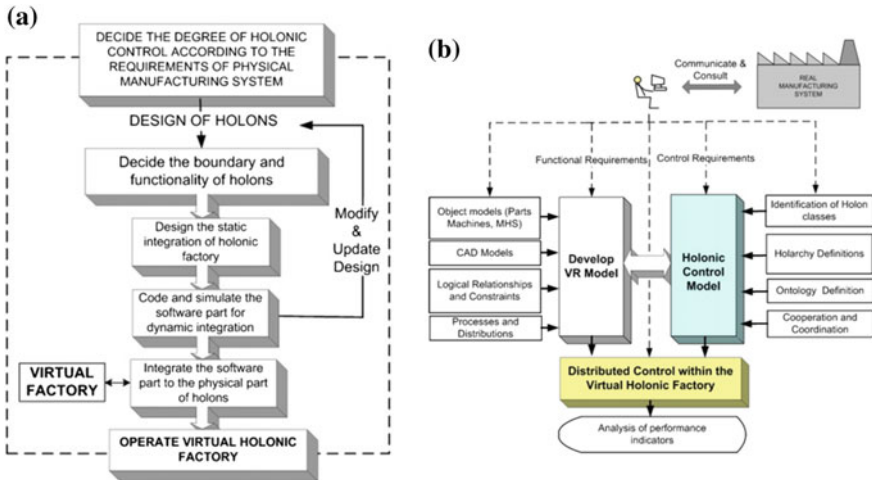 (a)
DECIDE THE DEGREE OF HOLONIC
CONTROL ACCORDING TO THE
REQUIREMENTS OF PHYSICAL
MANUFACTURING SYSTEM
DESIGN OF HOLONS
Decide the boundary and
functionality of holons
Design the static
integration of holonic
factory
Modify
&
Update
Design
Code and simulate the
software part for
dynamic integration
VIRTUAL
FACTORY
Integrate the software
part to the physical part
of holons
OPERATE VIRTUAL HOLONIC
FACTORY
(b)
Communicate &
Consult
REAL
MANUFACTURING
SYSTEM
Functional Requirements
Control Requirements
Object models (Parts
Machines, MHS)
CAD Models
Logical Relationships
and Constraints
Processes and
Distributions
Develop
VR Model
Holonic
Control
Model
Identification of Holon
classes
Holarchy Definitions
Ontology Definition
Cooperation and
Coordination
Distributed Control within the
Virtual Holonic Factory
Analysis of performance
indicators